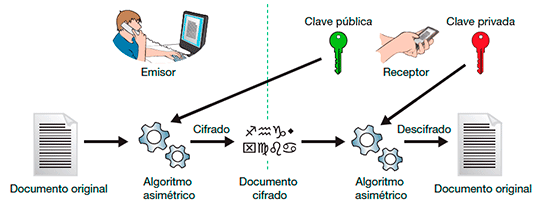 Clave pública
Clave privada
Emisor
Receptor
Cifrado
Descifrado
Documento original
Algoritmo
asimétrico
Documento
cifrado
Algoritmo
asimétrico
Documento original